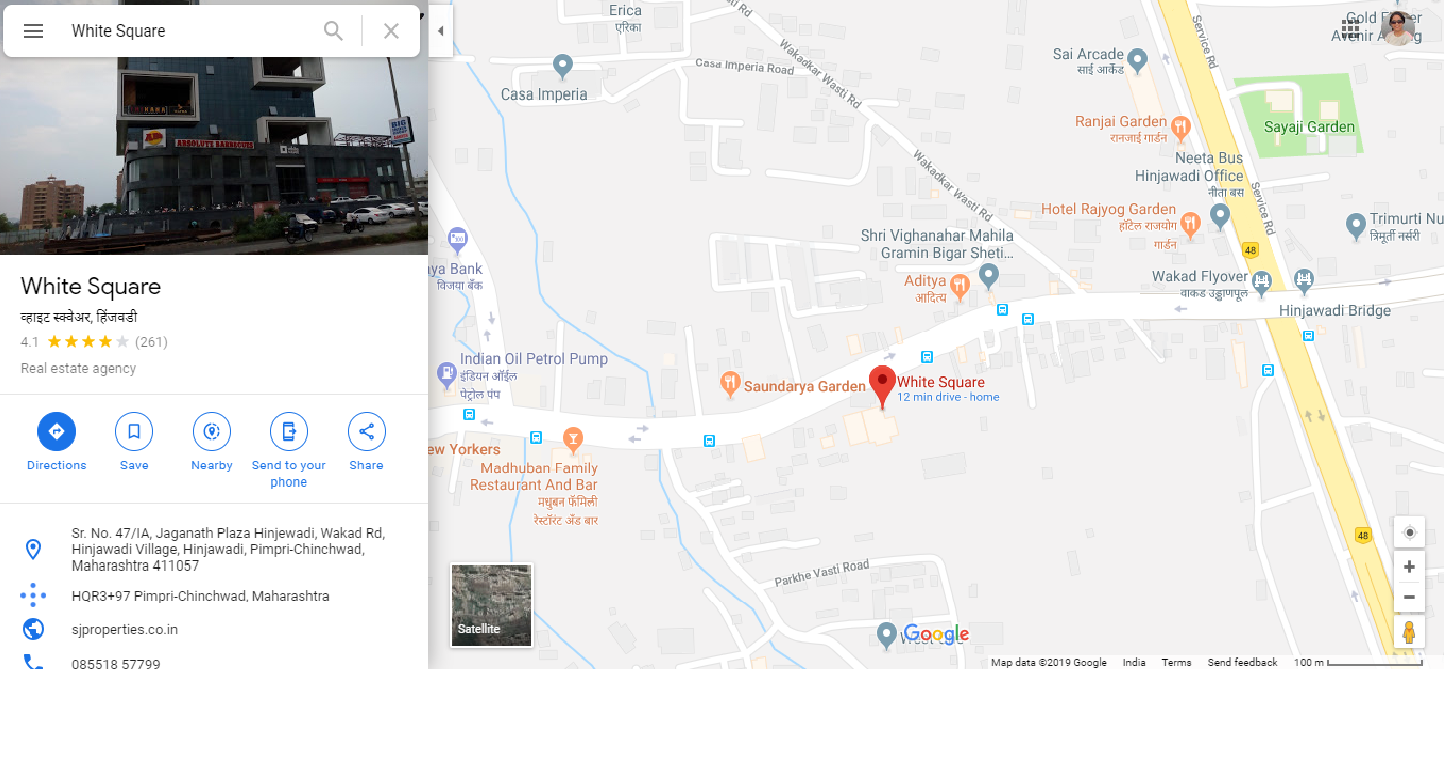 White Square
KAMA
ABSOLUTE BARBECUES
BIG
White Square
व्हाइट स्क्वेअर, हिंजवडी
4.1
(261)
Real estate agency
Directions
Save
Nearby
Send to your
phone
Share
Sr. No. 47/IA, Jaganath Plaza Hinjewadi, Wakad Rd,
Hinjawadi Village, Hinjawadi, Pimpri-Chinchwad,
Maharashtra 411057
HQR3+97 Pimpri-Chinchwad, Maharashtra
sjproperties.co.in
085518 57799
Erica
एरिका
Casa Imperia Road
Casa Imperia
Wakadkar Wasti Rd
Wakadkar Wasti Rd
Sai Arcade
साई आर्केड
Service Rd
Gold
Avenir
Ranjai Garden
रानजाई गार्डन
Sayaji Garden
Neeta Bus
Hinjawadi Office
नीता बस
Service Rd
Hotel Rajyog Garden
हॉटेल राजयोग
गार्डन
Trimurti Nu
त्रिमूर्ती नर्सरी
Shri Vighanahar Mahila
Gramin Bigar Sheti...
48
aya Bank
विजया बँक
Aditya
आदित्य
Wakad Flyover
वाकड उड्डाणपूल
Hinjawadi Bridge
Indian Oil Petrol Pump
इंडियन ऑईल
पेट्रोल पंप
Saundarya Garden
White Square
12 min drive - home
ew Yorkers
Madhuban Family
Restaurant And Bar
मधुबन फॅमिली
रेस्टॉरंट अँड बार
48
Parkhe Vasti Road
Satellite
Google
Map data ©2019 Google
India
Terms
Send feedback
100 m